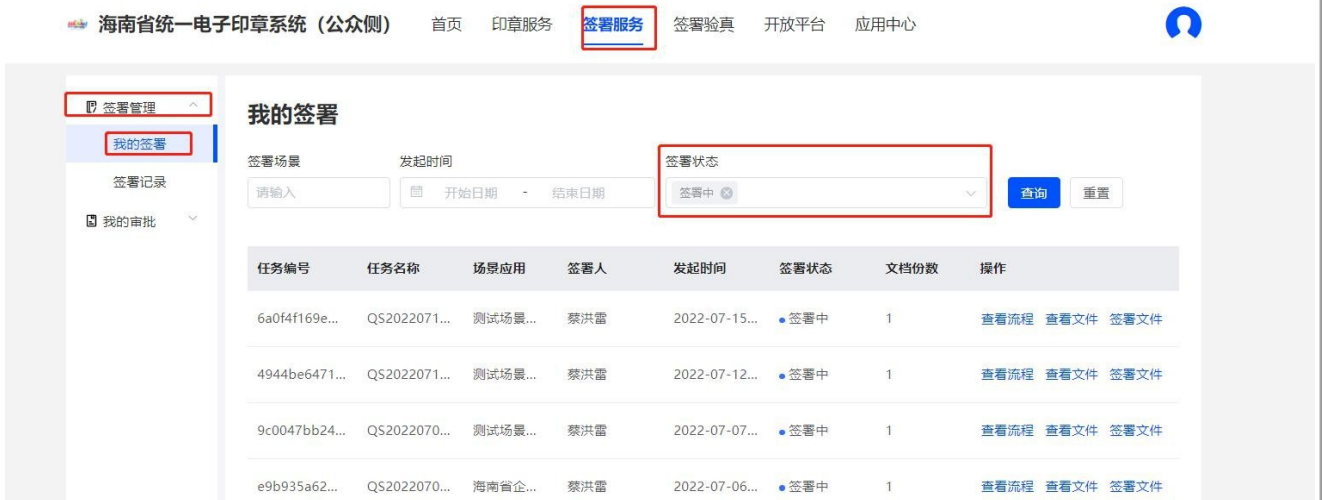 海南省统一电子印章系统（公众侧） 首页 印章服务 签署服务 签署验真 开放平台 应用中心
签署管理
我的签署
签署记录
我的审批
我的签署
签署场景 发起时间 签署状态
请输入 开始日期 - 结束日期 签署中 查询 重置
任务编号 任务名称 场景应用 签署人 发起时间 签署状态 文档份数 操作
6a0f4f169e... QS2022071... 测试场景... 蔡洪雷 2022-07-15... 签署中 1 查看流程 查看文件 签署文件
4944be6471... QS2022071... 测试场景... 蔡洪雷 2022-07-12... 签署中 1 查看流程 查看文件 签署文件
9c0047bb24... QS2022070... 测试场景... 蔡洪雷 2022-07-07... 签署中 1 查看流程 查看文件 签署文件
e9b935a62... QS2022070... 海南省企... 蔡洪雷 2022-07-06... 签署中 1 查看流程 查看文件 签署文件